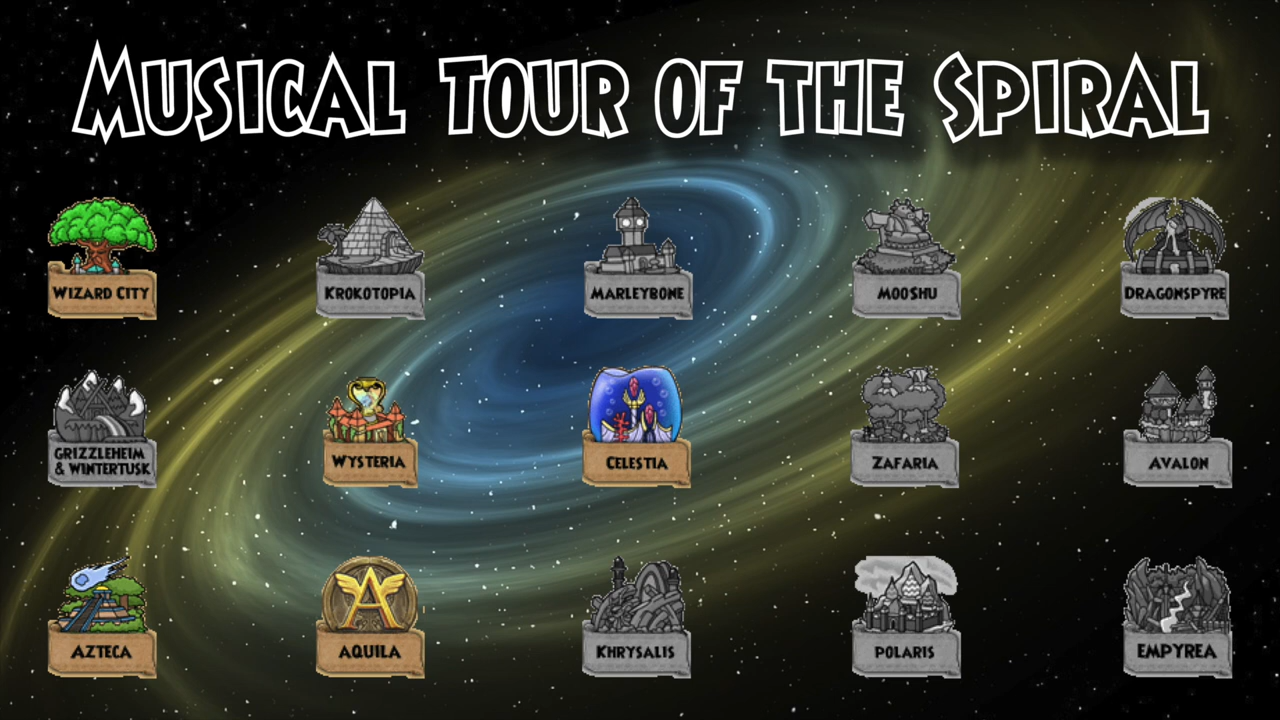 MUSICAL TOUR OF THE SPIRAL
WIZARD CITY
KROKOTOPIA
MARLEYBONE
MOOSHU
DRAGONSPYRE
GRIZZLEHEIM
& WINTERTUSK
WYSTERIA
CELESTIA
ZAFARIA
AVALON
AZTECA
A
AQUILA
KHRYSALIS
POLARIS
EMPYREA